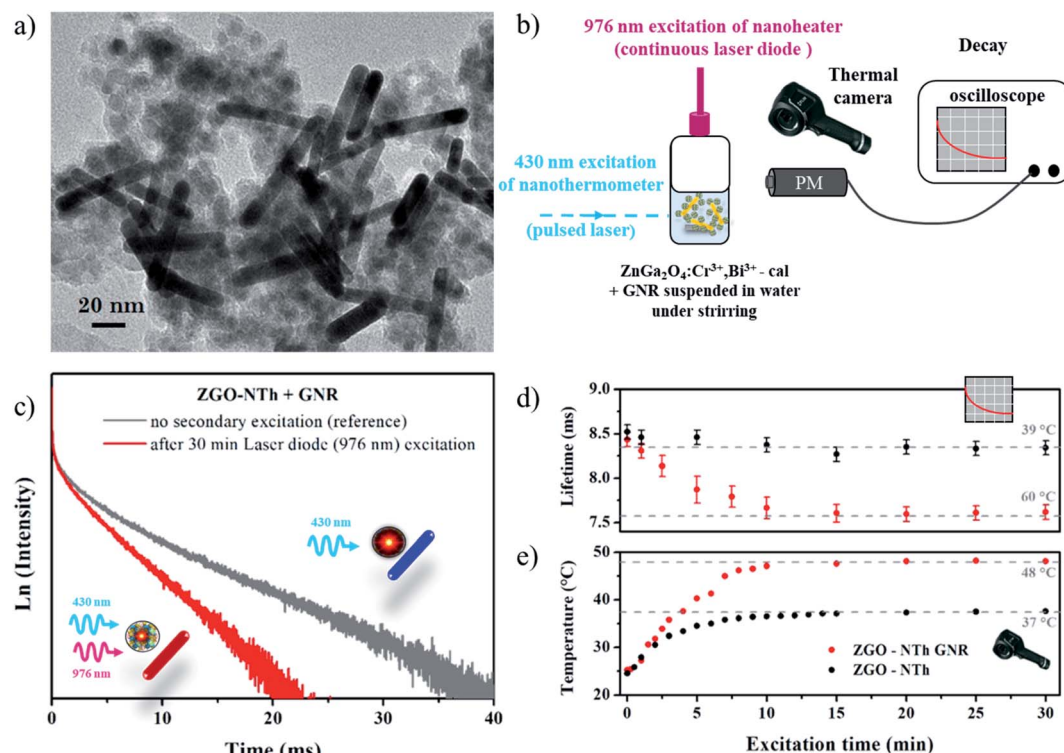 a)
20 nm
b)
976 nm excitation of nanoheater
(continuous laser diode )
Decay
Thermal
camera
oscilloscope
430 nm excitation
of nanothermometer
(pulsed laser)
PM
ZnGa₂O₄:Cr³⁺,Bi³⁺- cal
+ GNR suspended in water
under strirring
c)
ZGO-NTh + GNR
no secondary excitation (reference)
after 30 min Laser diode (976 nm) excitation
430 nm
430 nm
976 nm
Ln (Intensity)
0 10 20 30 40
Time (ms)
d)
9.0
8.5
8.0
7.5
Lifetime (ms)
39 °C
60 °C
e)
50
40
30
20
Temperature (°C)
48 °C
37 °C
ZGO - NTh GNR
ZGO - NTh
0 5 10 15 20 25 30
Excitation time (min)